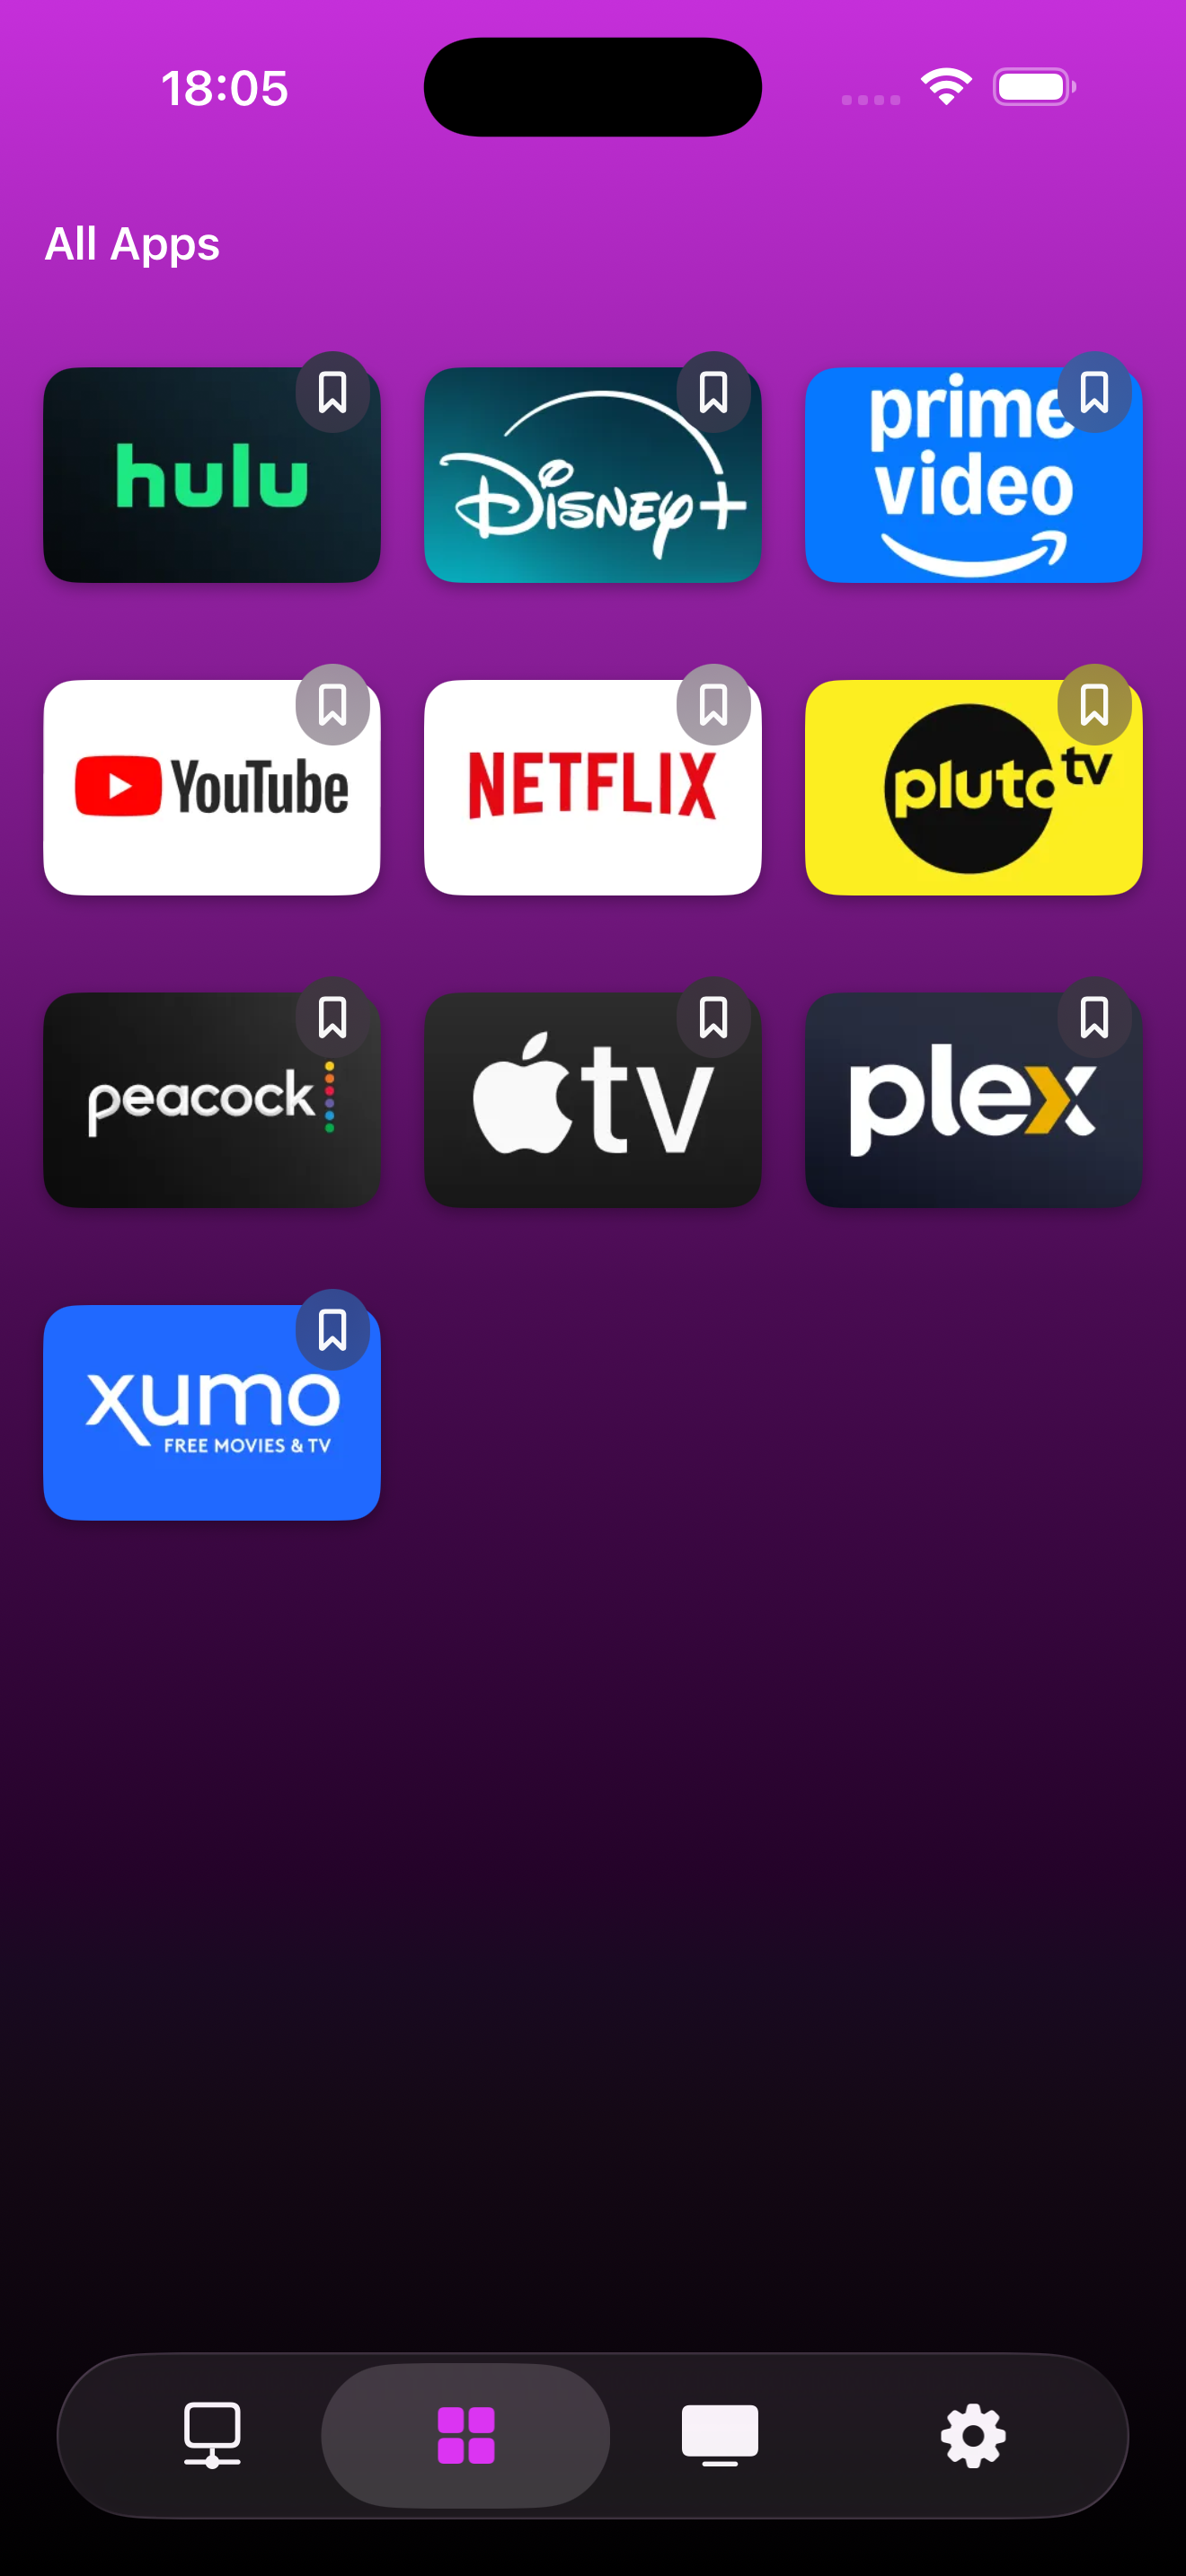 18:05
All Apps
hulu
Disney+
prime video
YouTube
NETFLIX
pluto tv
peacock
tv
plex
xumo
FREE MOVIES & TV